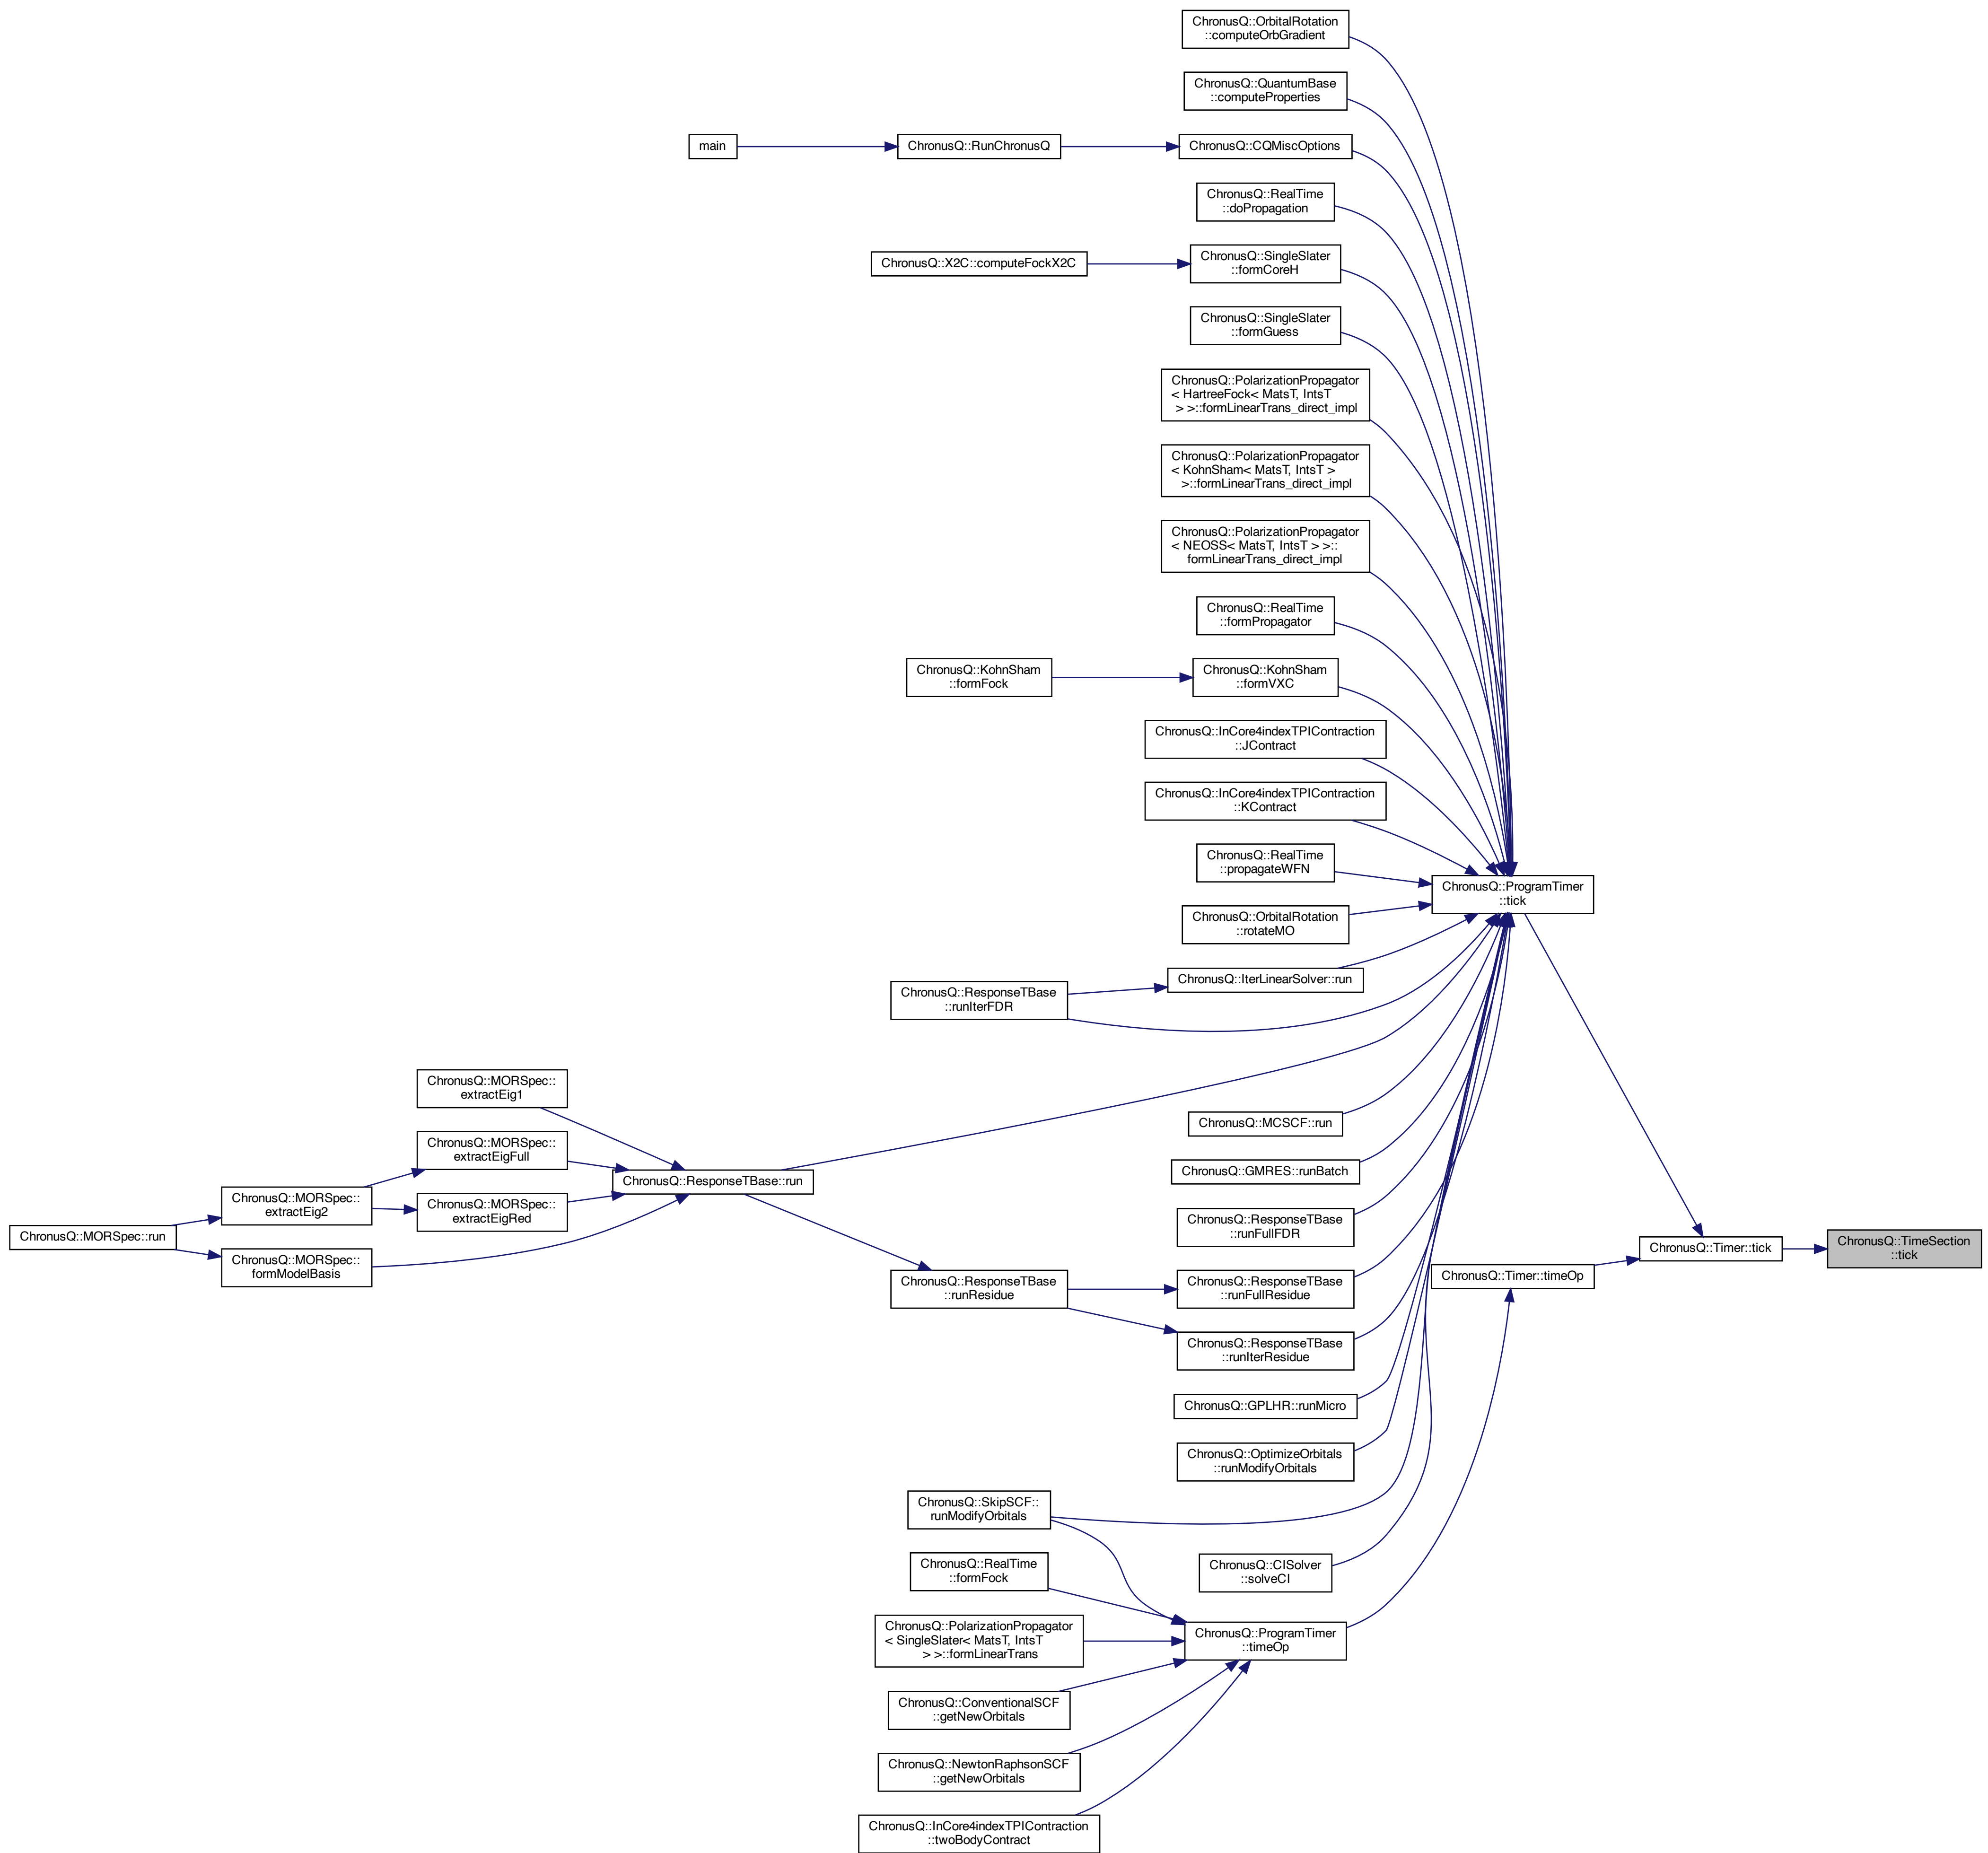 ChronusQ::OrbitalRotation
::computeOrbGradient
ChronusQ::QuantumBase
::computeProperties
main
ChronusQ::RunChronusQ
ChronusQ::CQMiscOptions
ChronusQ::RealTime
::doPropagation
ChronusQ::X2C::computeFockX2C
ChronusQ::SingleSlater
::formCoreH
ChronusQ::SingleSlater
::formGuess
ChronusQ::PolarizationPropagator
< HartreeFock< MatsT, IntsT
> >::formLinearTrans_direct_impl
ChronusQ::PolarizationPropagator
< KohnSham< MatsT, IntsT >
>::formLinearTrans_direct_impl
ChronusQ::PolarizationPropagator
< NEOSS< MatsT, IntsT > >::
formLinearTrans_direct_impl
ChronusQ::RealTime
::formPropagator
ChronusQ::KohnSham
::formFock
ChronusQ::KohnSham
::formVXC
ChronusQ::InCore4indexTPIContraction
::JContract
ChronusQ::InCore4indexTPIContraction
::KContract
ChronusQ::RealTime
::propagateWFN
ChronusQ::ProgramTimer
::tick
ChronusQ::OrbitalRotation
::rotateMO
ChronusQ::IterLinearSolver::run
ChronusQ::ResponseTBase
::runIterFDR
ChronusQ::MORSpec::
extractEig1
ChronusQ::MCSCF::run
ChronusQ::MORSpec::
extractEigFull
ChronusQ::GMRES::runBatch
ChronusQ::ResponseTBase::run
ChronusQ::MORSpec::
extractEig2
ChronusQ::MORSpec::
extractEigRed
ChronusQ::ResponseTBase
::runFullFDR
ChronusQ::MORSpec::run
ChronusQ::Timer::tick
ChronusQ::TimeSection
::tick
ChronusQ::MORSpec::
formModelBasis
ChronusQ::Timer::timeOp
ChronusQ::ResponseTBase
::runResidue
ChronusQ::ResponseTBase
::runFullResidue
ChronusQ::ResponseTBase
::runIterResidue
ChronusQ::GPLHR::runMicro
ChronusQ::OptimizeOrbitals
::runModifyOrbitals
ChronusQ::SkipSCF::
runModifyOrbitals
ChronusQ::CISolver
::solveCI
ChronusQ::RealTime
::formFock
ChronusQ::PolarizationPropagator
< SingleSlater< MatsT, IntsT
> >::formLinearTrans
ChronusQ::ProgramTimer
::timeOp
ChronusQ::ConventionalSCF
::getNewOrbitals
ChronusQ::NewtonRaphsonSCF
::getNewOrbitals
ChronusQ::InCore4indexTPIContraction
::twoBodyContract